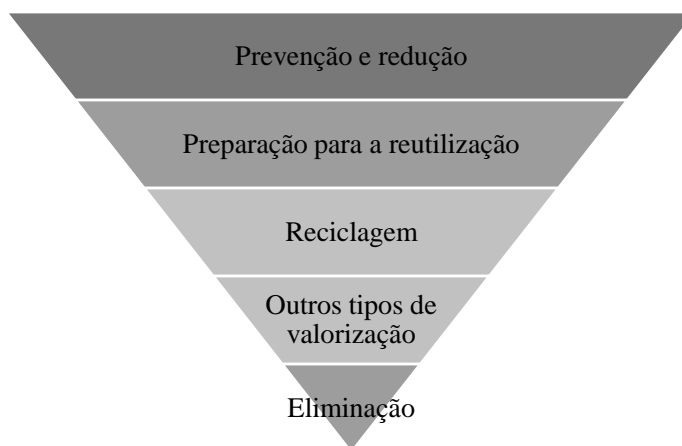 Prevenção e redução
Preparação para a reutilização
Reciclagem
Outros tipos de
valorização
Eliminação